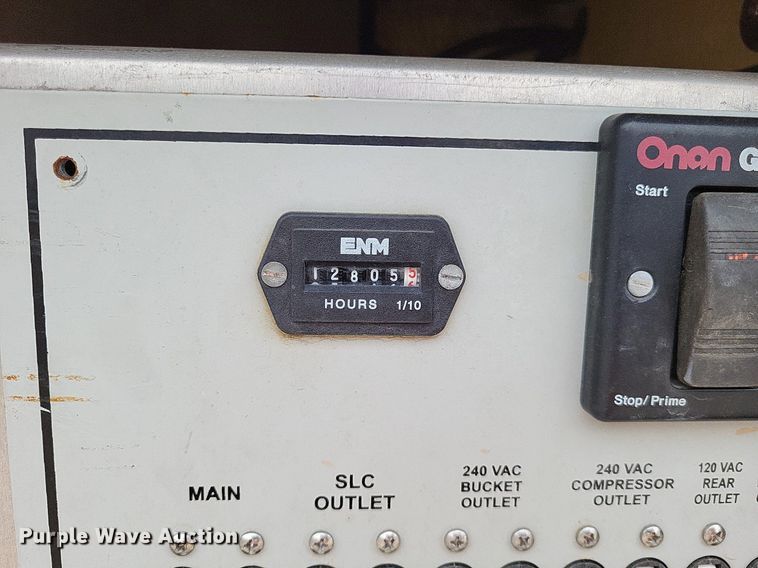 Onan G
Start
ENM
128055
HOURS 1/10
Stop/Prime
MAIN
SLC
OUTLET
240 VAC
BUCKET
OUTLET
240 VAC
COMPRESSOR
OUTLET
120 VAC
REAR
OUTLET
Purple Wave Auction